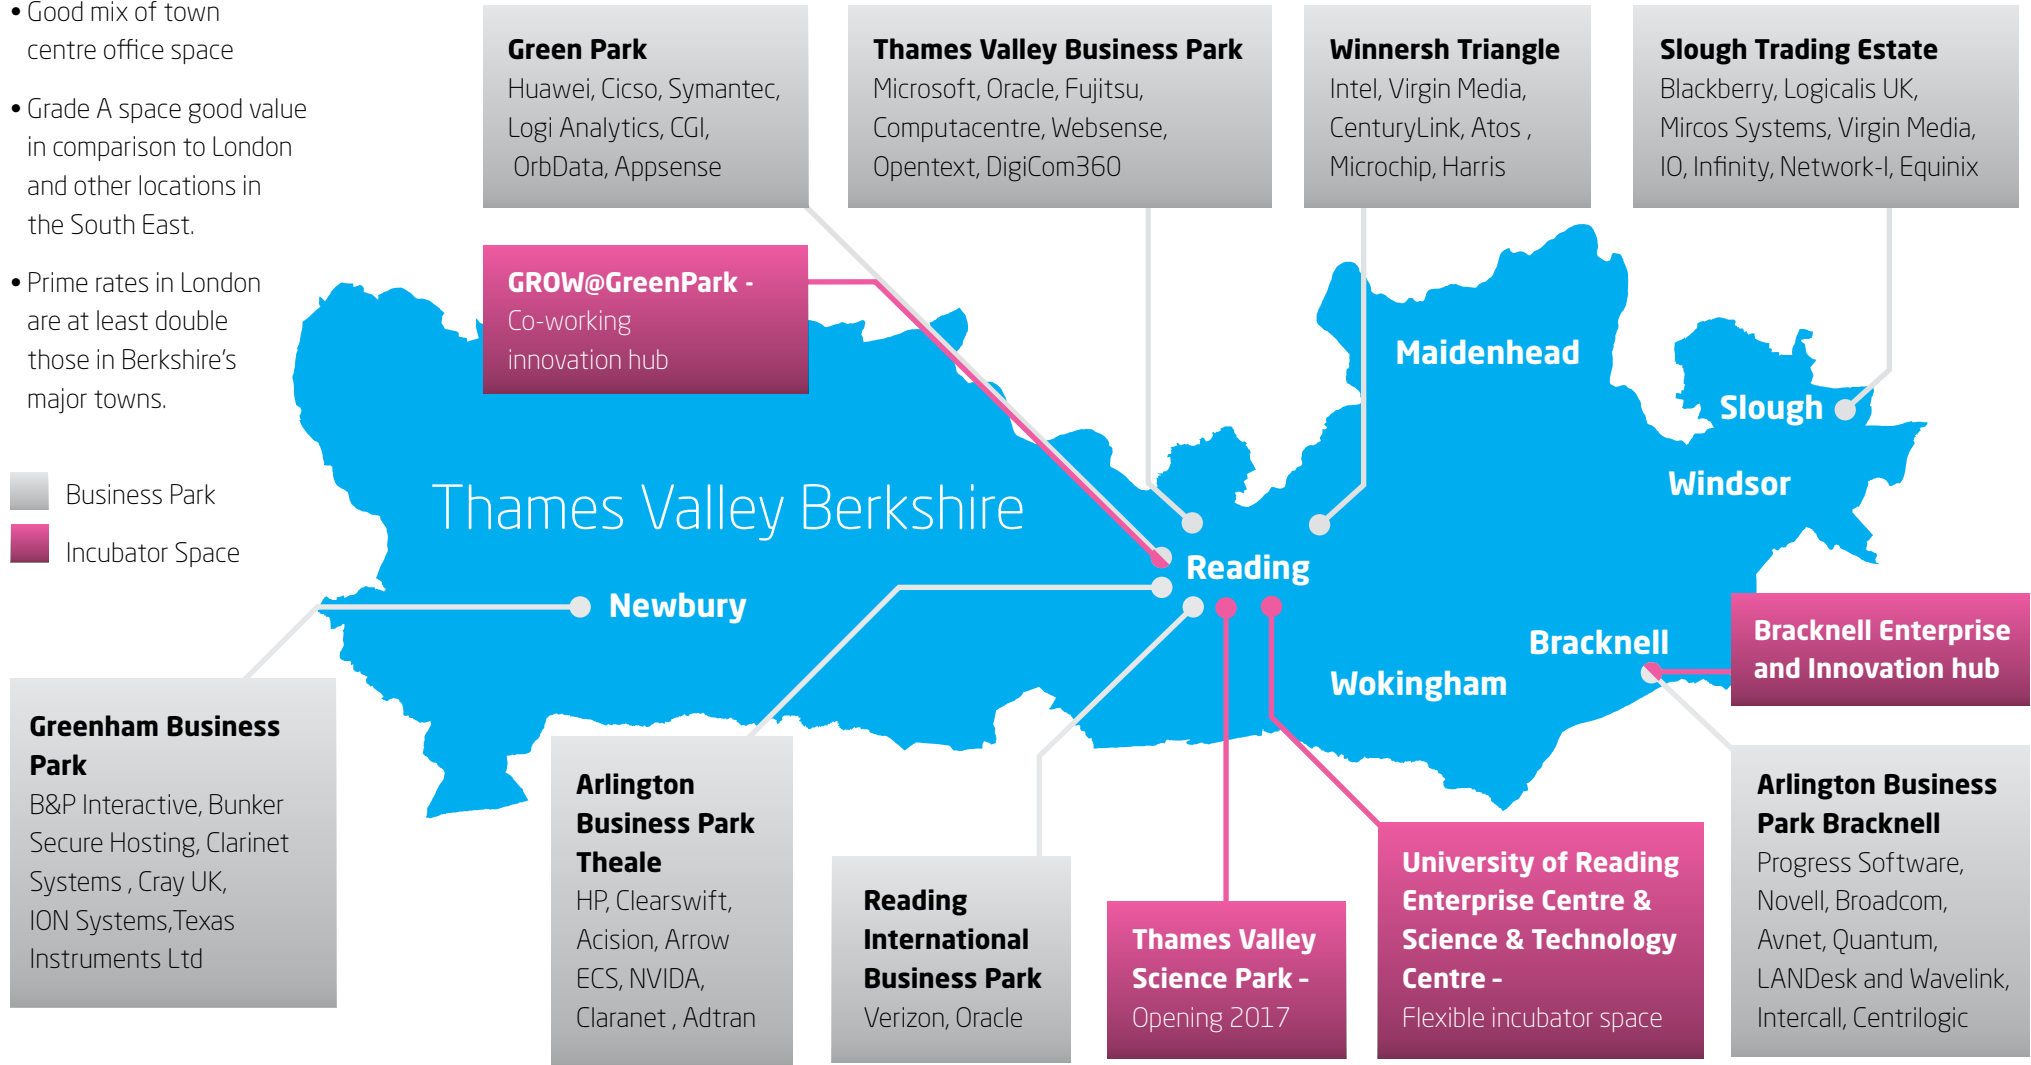 • Good mix of town
centre office space
• Grade A space good value
in comparison to London
and other locations in
the South East.
• Prime rates in London
are at least double
those in Berkshire's
major towns.
Business Park
Incubator Space
Green Park
Huawei, Cicso, Symantec,
Logi Analytics, CGI,
OrbData, Appsense
Thames Valley Business Park
Microsoft, Oracle, Fujitsu,
Computacentre, Websense,
Opentext, DigiCom360
Winnersh Triangle
Intel, Virgin Media,
CenturyLink, Atos ,
Microchip, Harris
Slough Trading Estate
Blackberry, Logicalis UK,
Mircos Systems, Virgin Media,
IO, Infinity, Network-I, Equinix
GROW@GreenPark -
Co-working
innovation hub
Maidenhead
Slough
Windsor
Thames Valley Berkshire
Reading
Newbury
Bracknell
Wokingham
Bracknell Enterprise
and Innovation hub
Greenham Business
Park
B&P Interactive, Bunker
Secure Hosting, Clarinet
Systems , Cray UK,
ION Systems,Texas
Instruments Ltd
Arlington
Business Park
Theale
HP, Clearswift,
Acision, Arrow
ECS, NVIDA,
Claranet , Adtran
Reading
International
Business Park
Verizon, Oracle
Thames Valley
Science Park –
Opening 2017
University of Reading
Enterprise Centre &
Science & Technology
Centre –
Flexible incubator space
Arlington Business
Park Bracknell
Progress Software,
Novell, Broadcom,
Avnet, Quantum,
LANDesk and Wavelink,
Intercall, Centrilogic